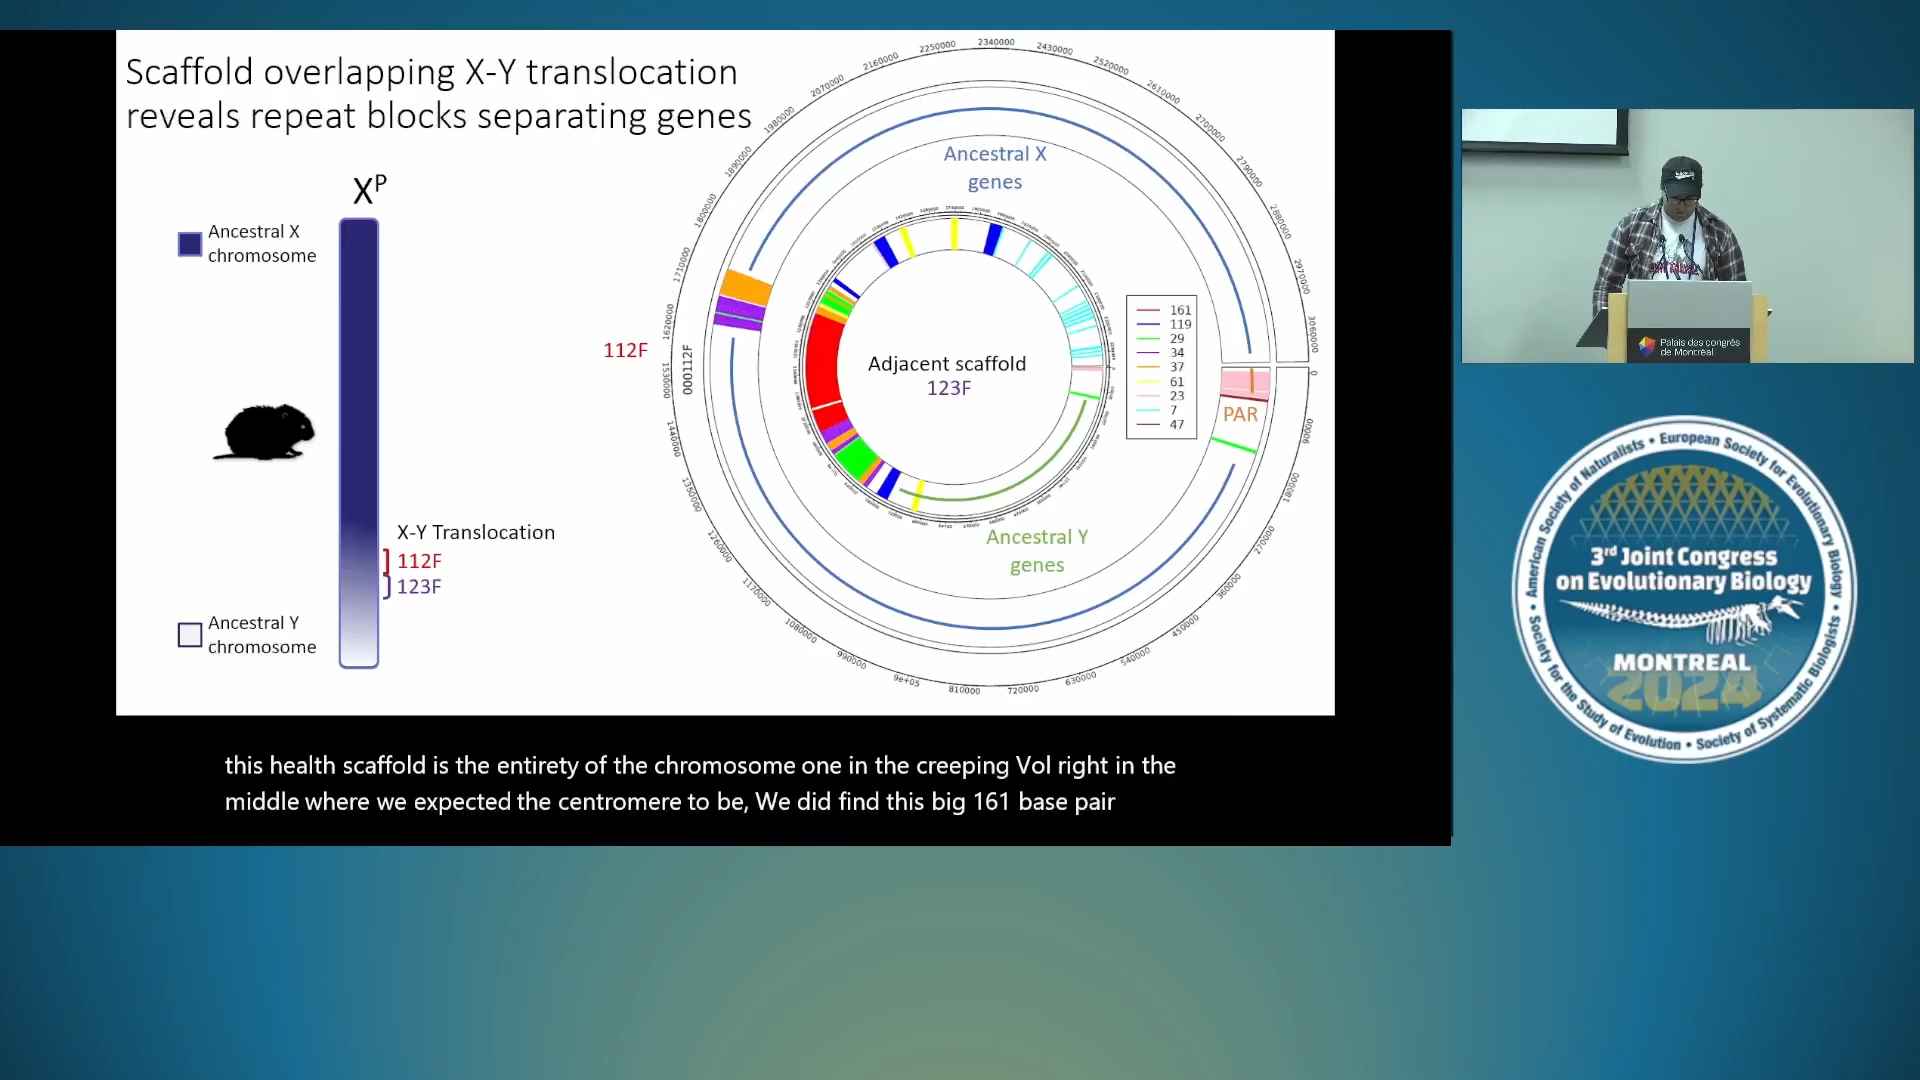 Scaffold overlapping X-Y translocation
reveals repeat blocks separating genes
XP
Ancestral X
chromosome
X-Y Translocation
112F
123F
Ancestral Y
chromosome
112F
000112F
Ancestral X
genes
Adjacent scaffold
123F
Ancestral Y
genes
PAR
161
119
29
34
37
61
23
7
47
0
90000
180000
270000
360000
450000
540000
630000
720000
810000
9e+05
990000
1080000
1170000
1260000
1350000
1440000
1530000
1620000
1710000
1800000
1890000
1980000
2070000
2160000
2250000
2340000
2430000
2520000
2610000
2700000
2790000
2880000
2970000
3060000
this health scaffold is the entirety of the chromosome one in the creeping Vol right in the
middle where we expected the centromere to be, We did find this big 161 base pair
Palais des congrès
de Montréal
American Society of Naturalists • European Society for Evolutionary Biology •
Society for the Study of Evolution • Society of Systematic Biologists •
3rd Joint Congress
on Evolutionary Biology
MONTREAL
2024